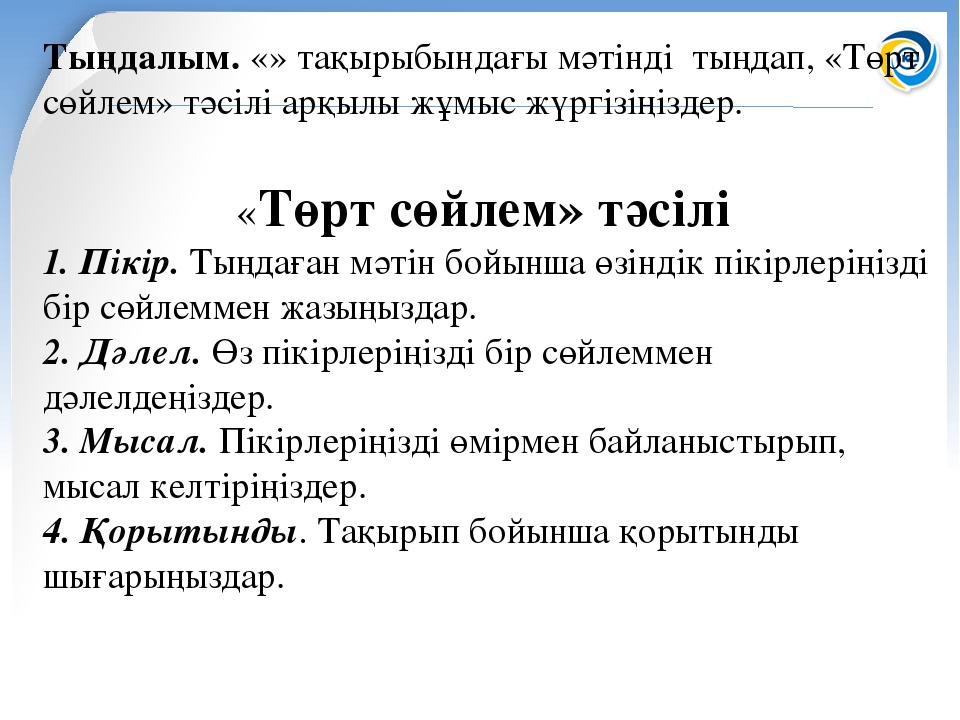 Тыңдалым. «» тақырыбындағы мәтінді тыңдап, «Төрт
сөйлем» тәсілі арқылы жұмыс жүргізіңіздер.
«Төрт сөйлем» тәсілі
1. Пікір. Тыңдаған мәтін бойынша өзіндік пікірлеріңізді
бір сөйлеммен жазыңыздар.
2. Дәлел. Өз пікірлеріңізді бір сөйлеммен
дәлелдеңіздер.
3. Мысал. Пікірлеріңізді өмірмен байланыстырып,
мысал келтіріңіздер.
4. Қорытынды. Тақырып бойынша қорытынды
шығарыңыздар.